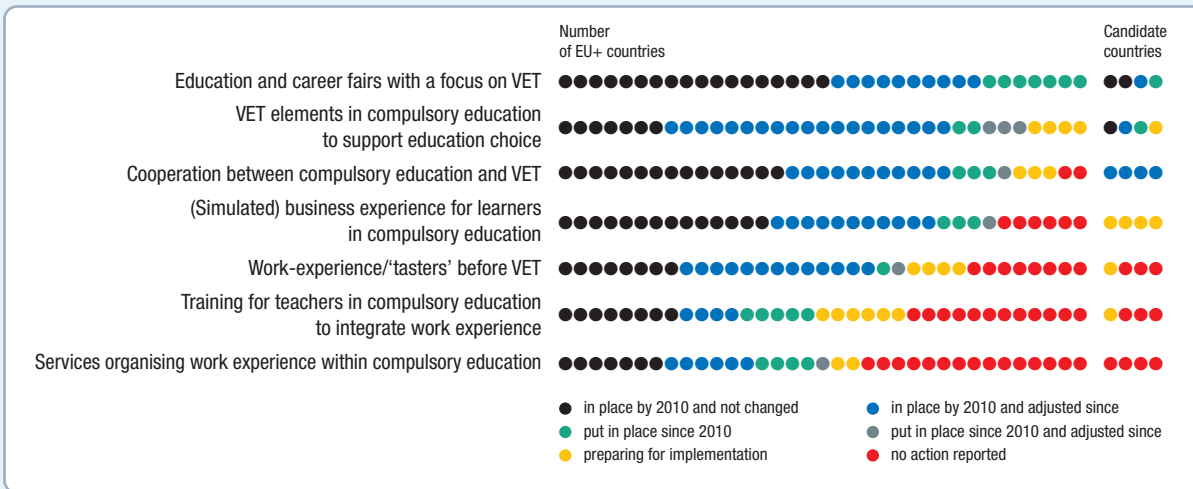 Number
of EU+ countries
Candidate
countries
Education and career fairs with a focus on VET
VET elements in compulsory education
to support education choice
Cooperation between compulsory education and VET
(Simulated) business experience for learners
in compulsory education
Work-experience/‘tasters’ before VET
Training for teachers in compulsory education
to integrate work experience
Services organising work experience within compulsory education
in place by 2010 and not changed
in place by 2010 and adjusted since
put in place since 2010
put in place since 2010 and adjusted since
preparing for implementation
no action reported